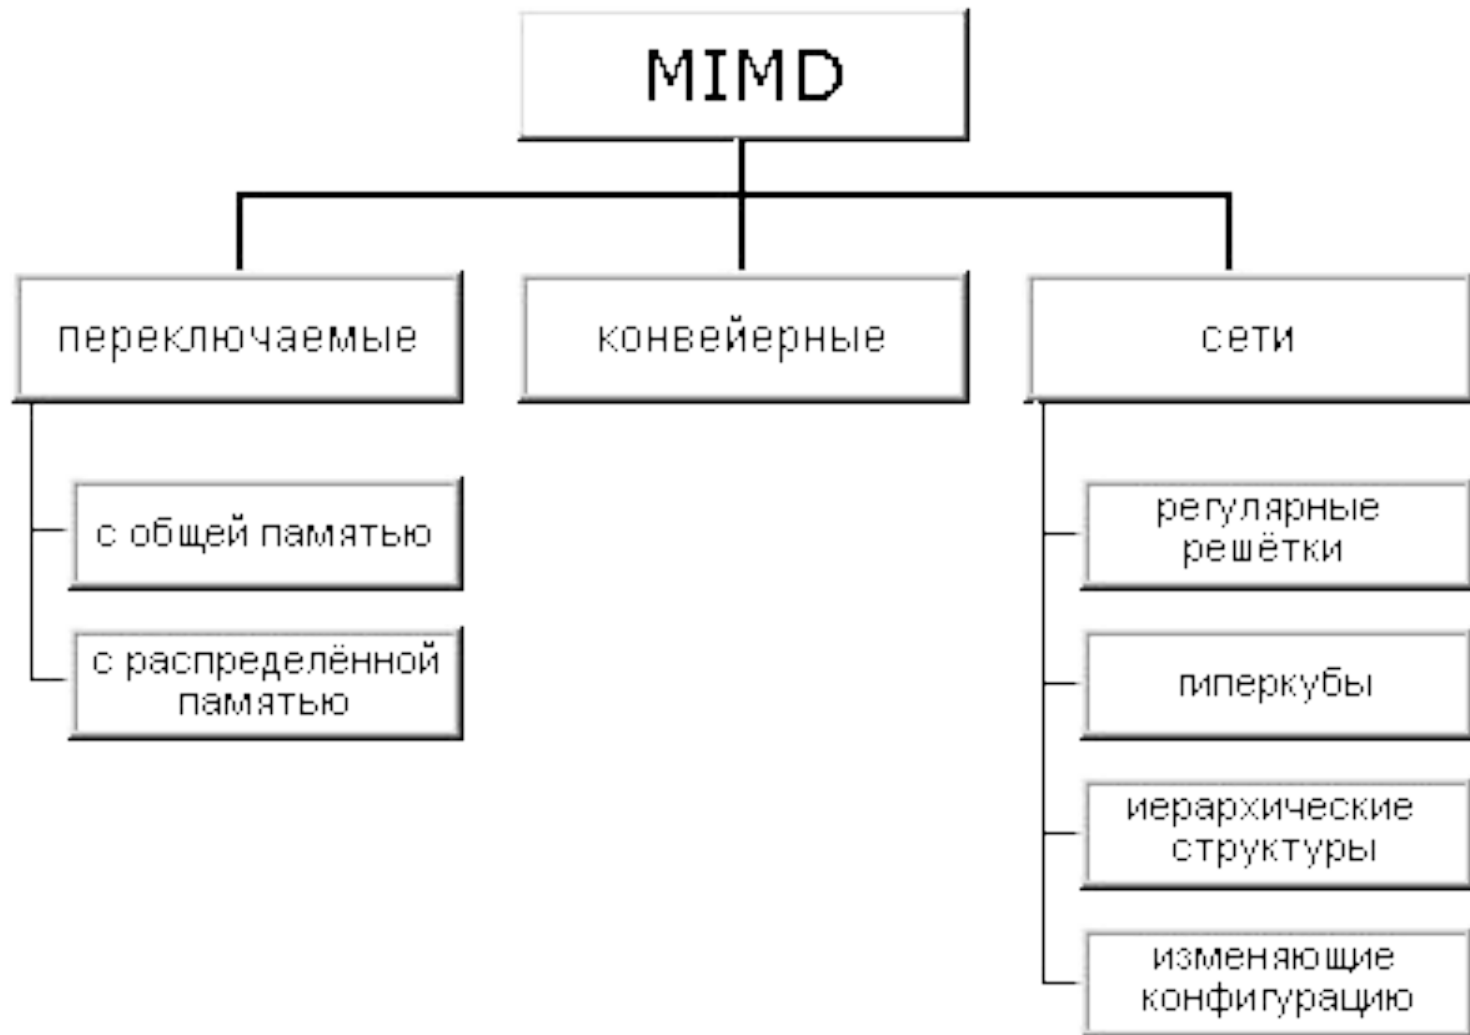 MIMD
переключаемые
конвейерные
сети
с общей памятью
с распределённой
памятью
регулярные
решётки
гиперкубы
иерархические
структуры
изменяющие
конфигурацию